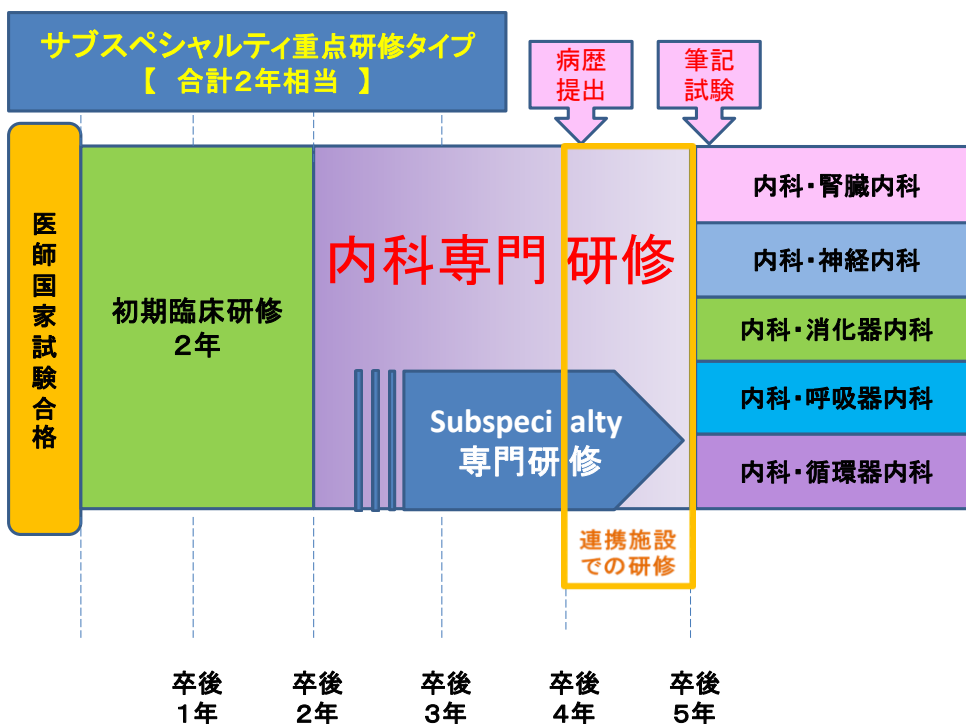 サブスペシャルティ重点研修タイプ
【 合計２年相当 】
病歴
提出
筆記
試験
医師国家試験合格
初期臨床研修
２年
内科専門 研修
Subspeci alty
専門研 修
連携施設
での研修
内科・腎臓内科
内科・神経内科
内科・消化器内科
内科・呼吸器内科
内科・循環器内科
卒後
１年
卒後
２年
卒後
３年
卒後
４年
卒後
５年